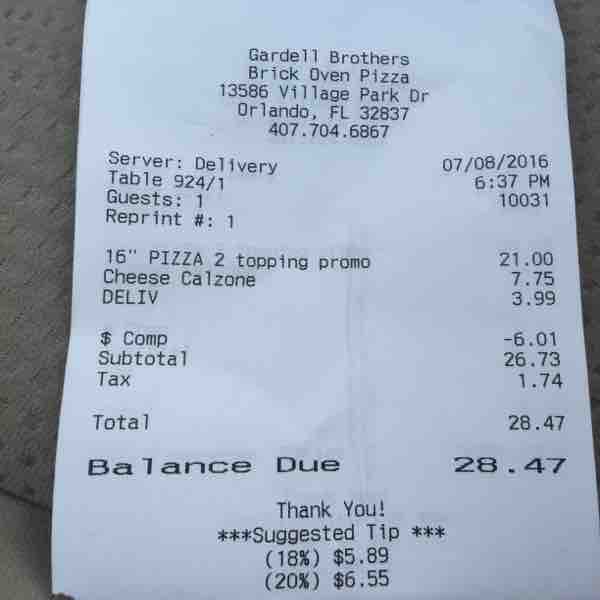 Gardell Brothers
Brick Oven Pizza
13586 Village Park Dr
Orlando, FL 32837
407.704.6867
Server: Delivery 07/08/2016
Table 924/1 6:37 PM
Guests: 1 10031
Reprint #: 1
16" PIZZA 2 topping promo 21.00
Cheese Calzone 7.75
DELIV 3.99
$ Comp -6.01
Subtotal 26.73
Tax 1.74
Total 28.47
Balance Due 28.47
Thank You!
***Suggested Tip ***
(18%) $5.89
(20%) $6.55